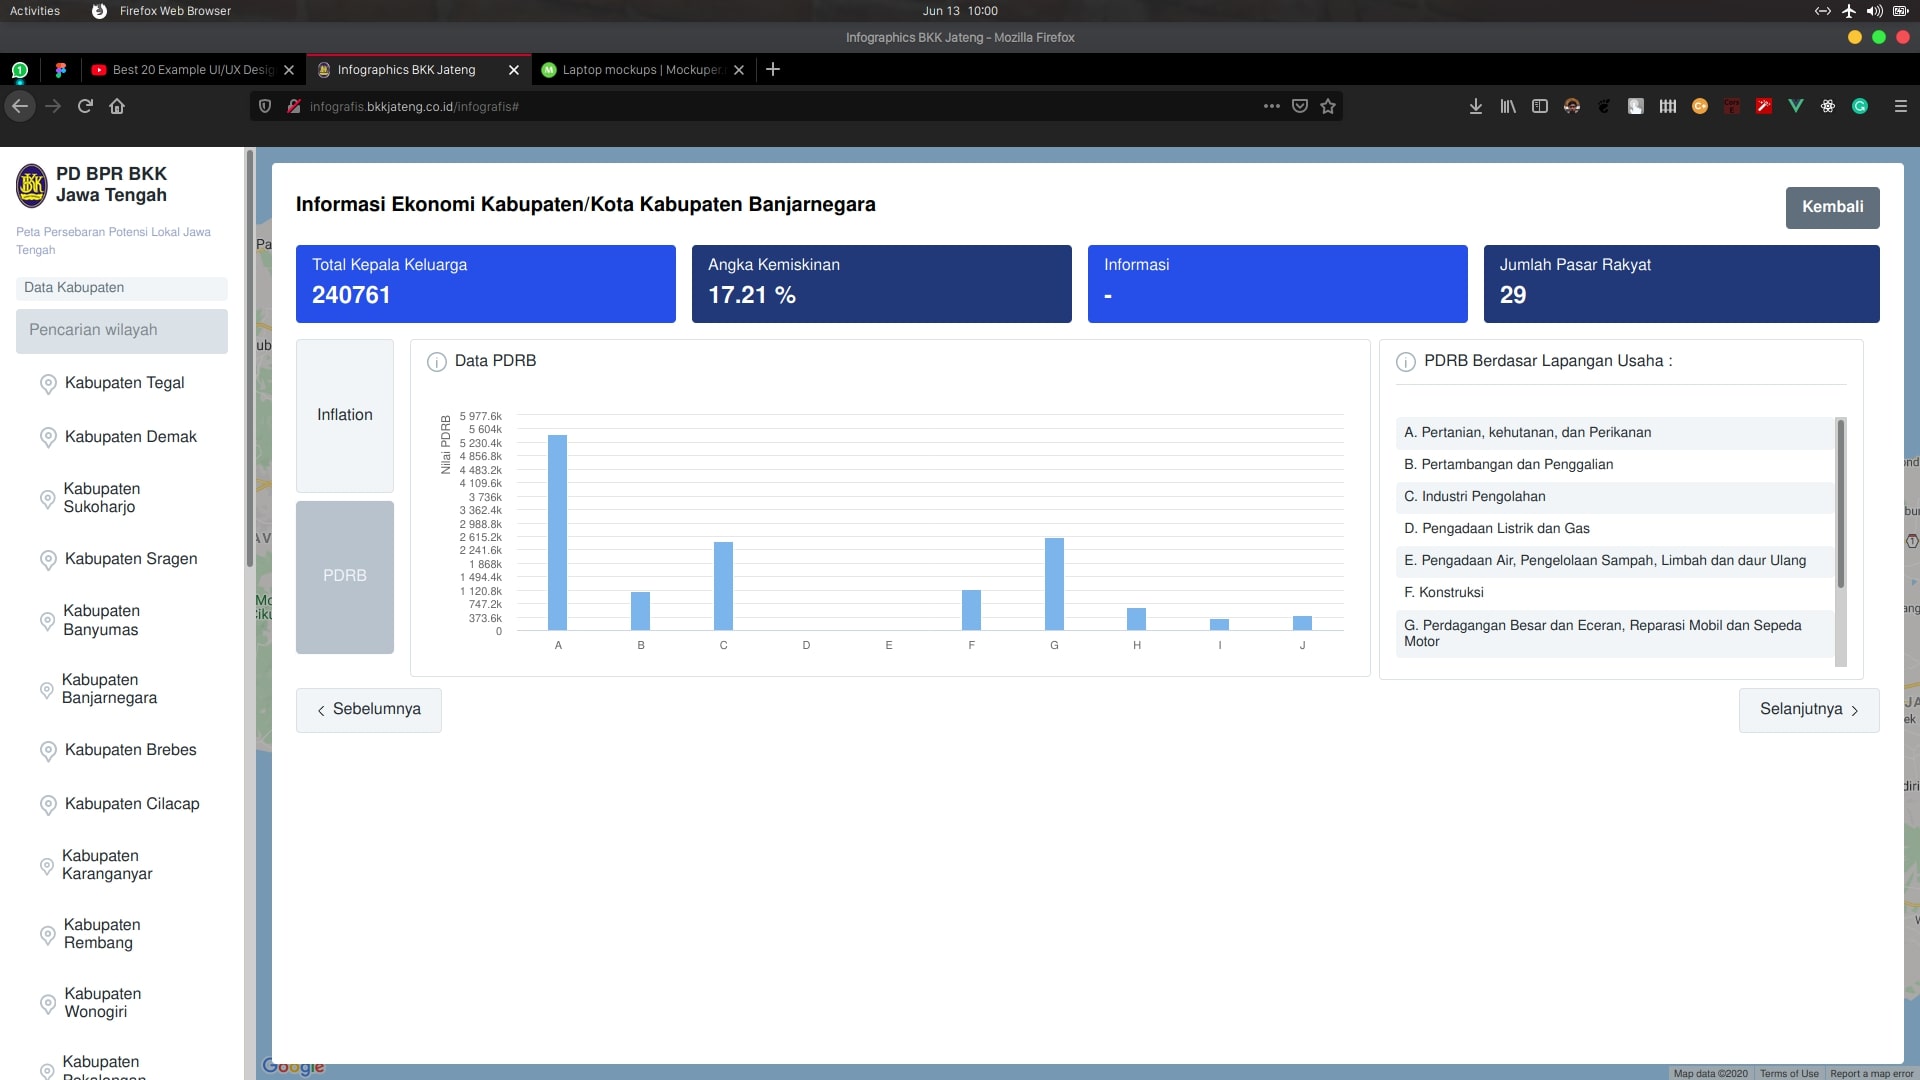 Activities
Firefox Web Browser
Jun 13 10:00
Infographics BKK Jateng - Mozilla Firefox
1
Best 20 Example UI/UX Desig
Infographics BKK Jateng
Laptop mockups | Mockuper.
infografis.bkkjateng.co.id/infografis#
PD BPR BKK
Jawa Tengah
Peta Persebaran Potensi Lokal Jawa
Tengah
Data Kabupaten
Pencarian wilayah
Kabupaten Tegal
Kabupaten Demak
Kabupaten
Sukoharjo
Kabupaten Sragen
Kabupaten
Banyumas
Kabupaten
Banjarnegara
Kabupaten Brebes
Kabupaten Cilacap
Kabupaten
Karanganyar
Kabupaten
Rembang
Kabupaten
Wonogiri
Kabupaten
Pekalongan
Informasi Ekonomi Kabupaten/Kota Kabupaten Banjarnegara
Kembali
Total Kepala Keluarga
240761
Angka Kemiskinan
17.21 %
Informasi
-
Jumlah Pasar Rakyat
29
Inflation
PDRB
Data PDRB
Nilai PDRB
5 977.6k
5 604k
5 230.4k
4 856.8k
4 483.2k
4 109.6k
3 736k
3 362.4k
2 988.8k
2 615.2k
2 241.6k
1 868k
1 494.4k
1 120.8k
747.2k
373.6k
0
A B C D E F G H I J
PDRB Berdasar Lapangan Usaha :
A. Pertanian, kehutanan, dan Perikanan
B. Pertambangan dan Penggalian
C. Industri Pengolahan
D. Pengadaan Listrik dan Gas
E. Pengadaan Air, Pengelolaan Sampah, Limbah dan daur Ulang
F. Konstruksi
G. Perdagangan Besar dan Eceran, Reparasi Mobil dan Sepeda
Motor
Sebelumnya
Selanjutnya
Google
Map data ©2020
Terms of Use
Report a map error